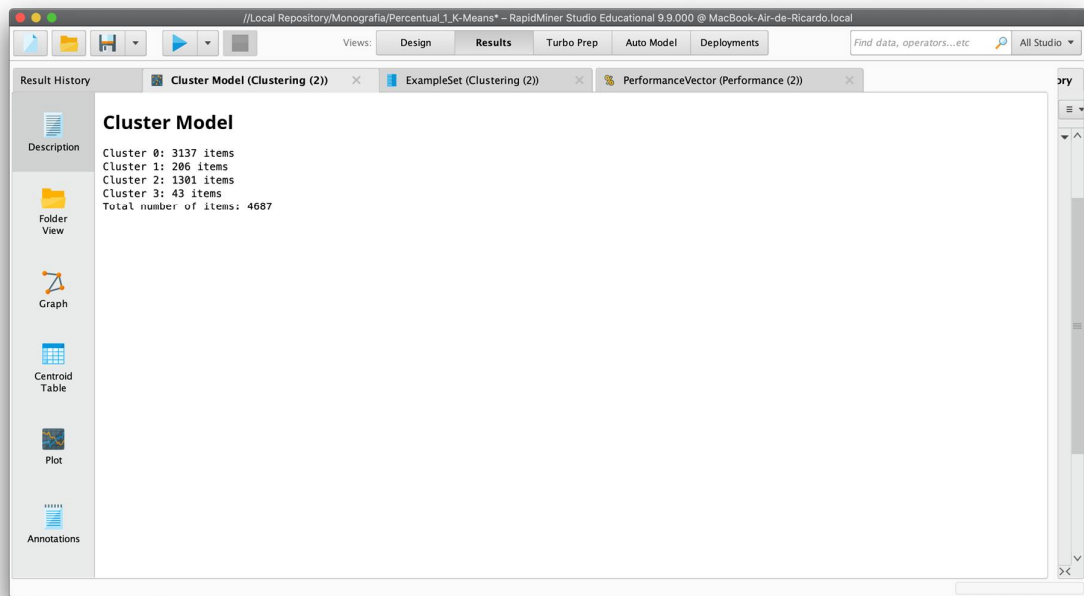 //Local Repository/Monografia/Percentual_1_K-Means* – RapidMiner Studio Educational 9.9.000 @ MacBook-Air-de-Ricardo.local
Views: Design Results Turbo Prep Auto Model Deployments Find data, operators...etc All Studio
Result History Cluster Model (Clustering (2)) ExampleSet (Clustering (2)) PerformanceVector (Performance (2)) ory
Description
Cluster Model
Cluster 0: 3137 items
Cluster 1: 206 items
Cluster 2: 1301 items
Cluster 3: 43 items
Total number of items: 4687
Folder
View
Graph
Centroid
Table
Plot
Annotations